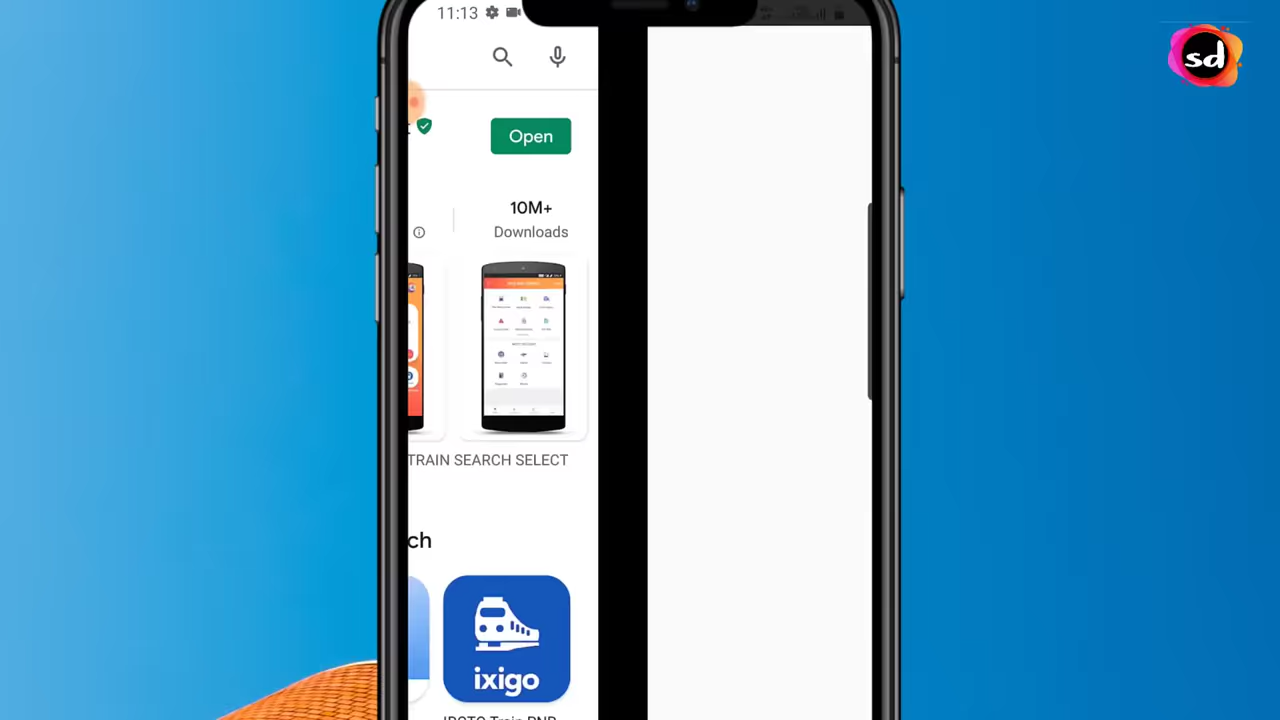 11:13
sd
Open
10M+
Downloads
TRAIN SEARCH SELECT
ch
ixigo